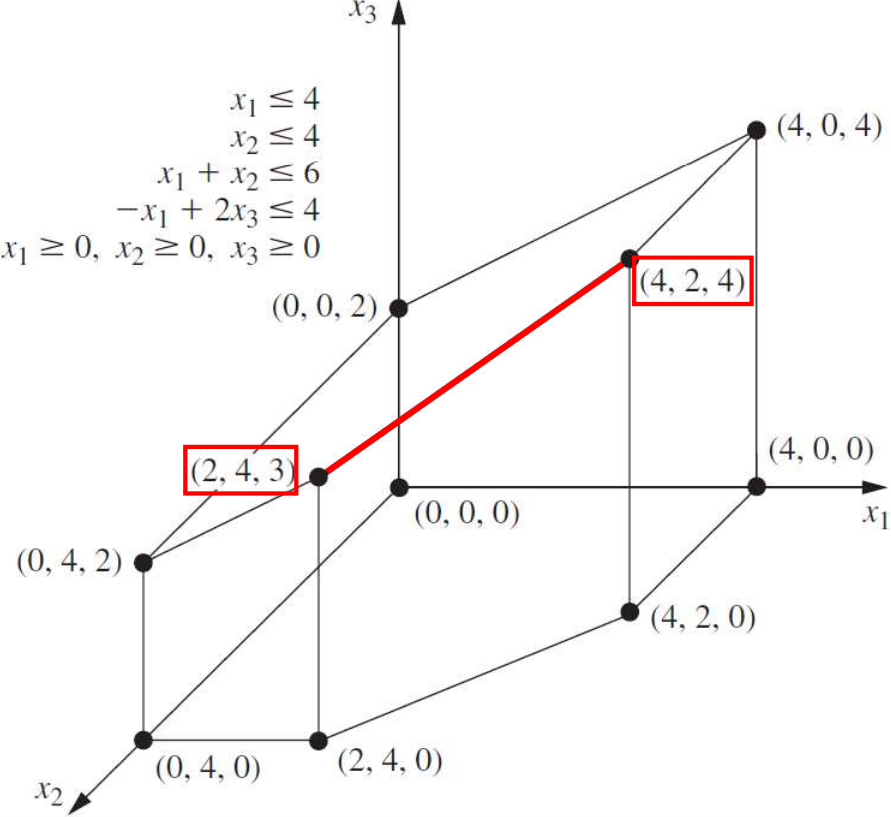 x₃
x₁ ≤ 4
x₂ ≤ 4
x₁ + x₂ ≤ 6
−x₁ + 2x₃ ≤ 4
x₁ ≥ 0, x₂ ≥ 0, x₃ ≥ 0
(4, 0, 4)
(4, 2, 4)
(0, 0, 2)
(2, 4, 3)
(4, 0, 0)
(0, 0, 0)
x₁
(0, 4, 2)
(4, 2, 0)
(0, 4, 0)
(2, 4, 0)
x₂